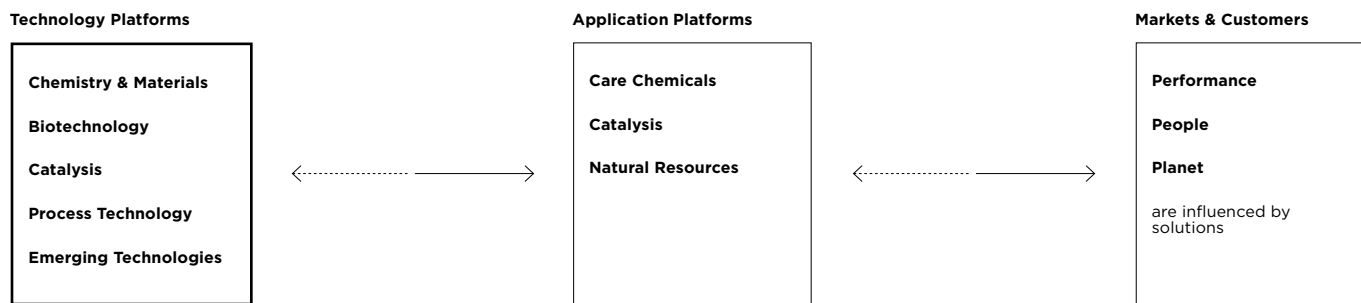 Technology Platforms
Chemistry & Materials
Biotechnology
Catalysis
Process Technology
Emerging Technologies
Application Platforms
Care Chemicals
Catalysis
Natural Resources
Markets & Customers
Performance
People
Planet
are influenced by
solutions